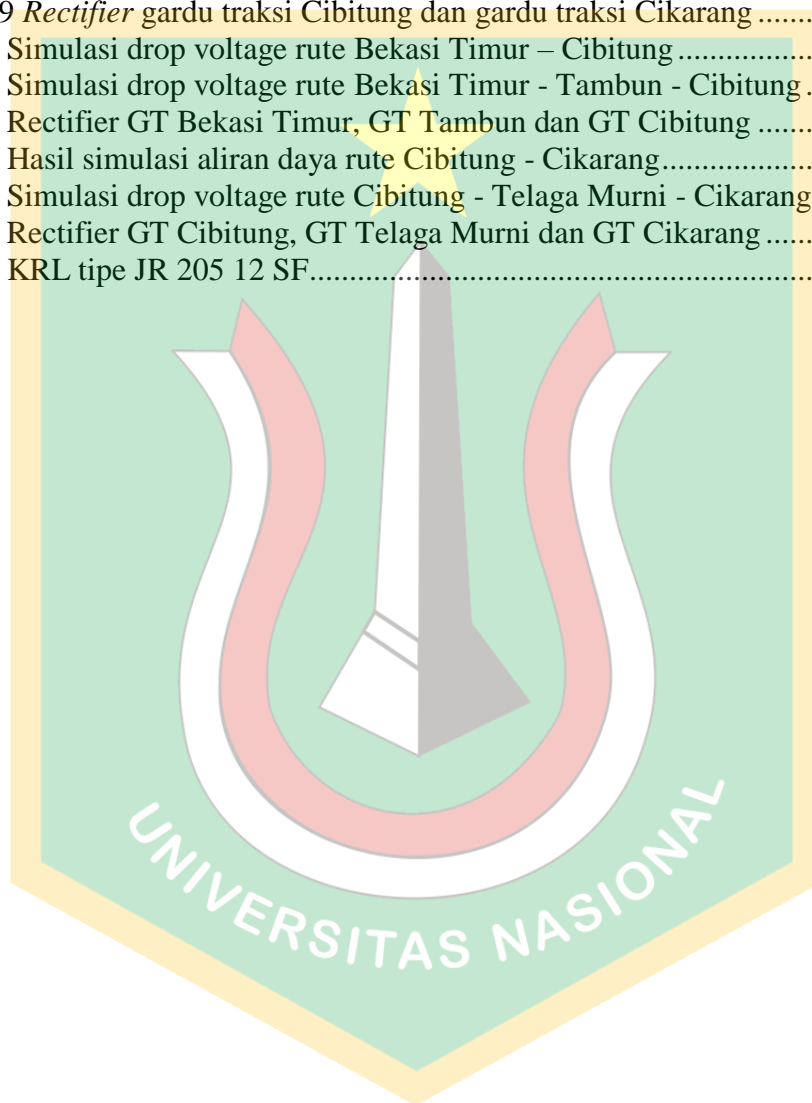 9 Rectifier gardu traksi Cibitung dan gardu traksi Cikarang .......
Simulasi drop voltage rute Bekasi Timur – Cibitung .................
Simulasi drop voltage rute Bekasi Timur - Tambun - Cibitung .
Rectifier GT Bekasi Timur, GT Tambun dan GT Cibitung .......
Hasil simulasi aliran daya rute Cibitung - Cikarang...................
Simulasi drop voltage rute Cibitung - Telaga Murni - Cikarang
Rectifier GT Cibitung, GT Telaga Murni dan GT Cikarang ......
KRL tipe JR 205 12 SF................................................................
UNIVERSITAS NASIONAL